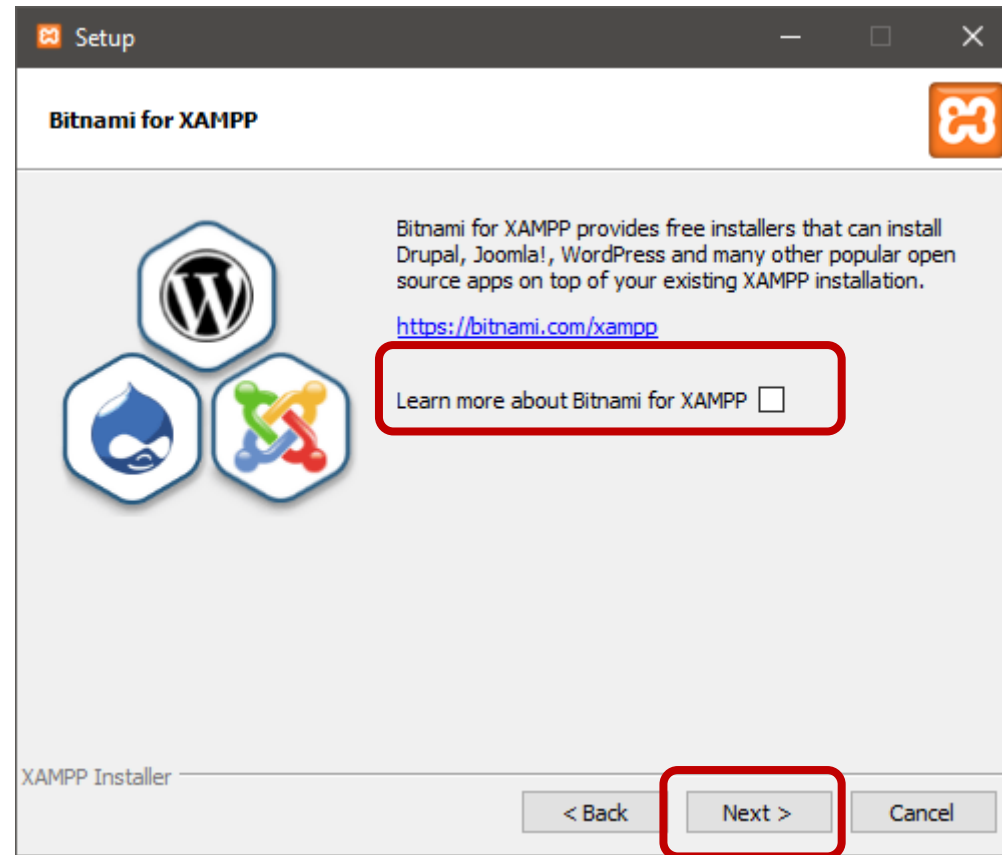 Setup
Bitnami for XAMPP
Bitnami for XAMPP provides free installers that can install
Drupal, Joomla!, WordPress and many other popular open
source apps on top of your existing XAMPP installation.
https://bitnami.com/xampp
Learn more about Bitnami for XAMPP
XAMPP Installer
< Back
Next >
Cancel